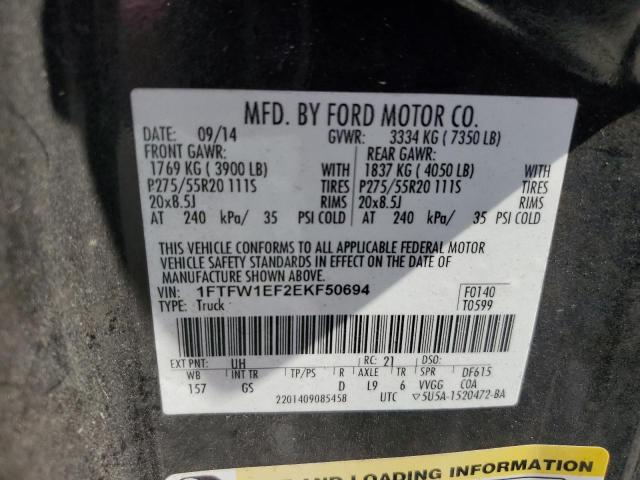 MFD. BY FORD MOTOR CO.
DATE: 09/14 GVWR: 3334 KG ( 7350 LB)
FRONT GAWR: REAR GAWR:
1769 KG ( 3900 LB) WITH 1837 KG ( 4050 LB) WITH
P275/55R20 111S TIRES P275/55R20 111S TIRES
20x8.5J RIMS 20x8.5J RIMS
AT 240 kPa/ 35 PSI COLD AT 240 kPa/ 35 PSI COLD
THIS VEHICLE CONFORMS TO ALL APPLICABLE FEDERAL MOTOR
VEHICLE SAFETY STANDARDS IN EFFECT ON THE DATE OF
MANUFACTURE SHOWN ABOVE.
VIN: 1FTFW1EF2EKF50694 F0140
TYPE: Truck T0599
EXT PNT: UH RC: 21 DSO:
WB INT TR TP/PS R AXLE TR SPR DF615
157 GS D L9 6 VVGG COA
2201409085458 UTC ▽5U5A-1520472-BA
AND LOADING INFORMATION